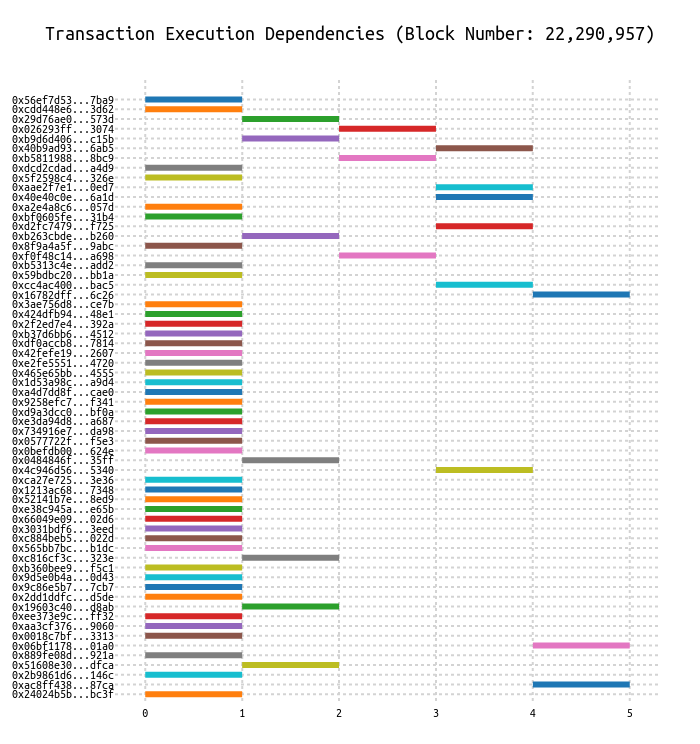 Transaction Execution Dependencies (Block Number: 22,290,957)
0x56ef7d53...7ba9
0xcdd448e6...3d62
0x29d76ae0...573d
0x026293ff...3074
0xb9d6d406...c15b
0x40b9ad93...6ab5
0xb5811988...8bc9
0xdcd2cdad...a4d9
0x5f2598c4...326e
0xaae2f7e1...0ed7
0x40e40c0e...6a1d
0xa2e4a8c6...057d
0xbf0605fe...31b4
0xd2fc7479...f725
0xb263cbde...b260
0x8f9a4a5f...9abc
0xf0f48c14...a698
0xb5313c4e...add2
0x59bdbc20...bb1a
0xcc4ac400...bac5
0x16782dff...6c26
0x3ae756d8...ce7b
0x424dfb94...48e1
0x2f2ed7e4...392a
0xb37d6bb6...4512
0xdf0accb8...7814
0x42fefe19...2607
0xe2fe5551...4720
0x465e65bb...4555
0x1d53a98c...a9d4
0xa4d7dd8f...cae0
0x9258efc7...f341
0xd9a3dcc0...bf0a
0xe3da94d8...a687
0x734916e7...da98
0x0577722f...f5e3
0x0befdb00...624e
0x0484846f...35ff
0x4c946d56...5340
0xca27e725...3e36
0x1213ac68...7348
0x52141b7e...8ed9
0xe38c945a...e65b
0x66049e09...02d6
0x3031bdf6...3eed
0xc884beb5...022d
0x565bb7bc...b1dc
0xc816cf3c...323e
0xb360bee9...f5c1
0x9d5e0b4a...0d43
0x9c86e5b7...7cb7
0x2dd1ddfc...d5de
0x19603c40...d8ab
0xee373e9c...ff32
0xaa3cf376...9060
0x0018c7bf...3313
0x06bf1178...01a0
0x889fe08d...921a
0x51608e30...dfca
0x2b9861d6...146c
0xac8ff438...87ca
0x24024b5b...bc3f
0 1 2 3 4 5